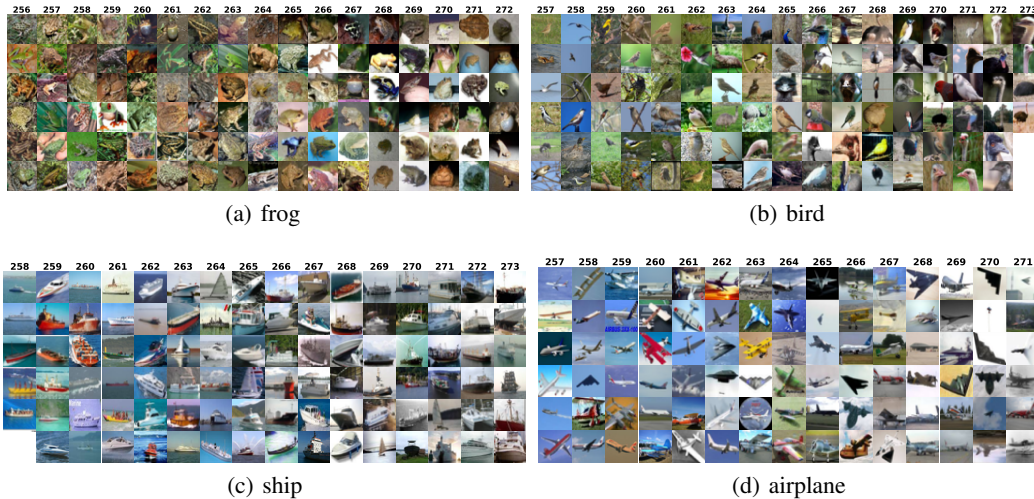 256 257 258 259 260 261 262 263 264 265 266 267 268 269 270 271 272
257 258 259 260 261 262 263 264 265 266 267 268 269 270 271 272 273
(a) frog
(b) bird
258 259 260 261 262 263 264 265 266 267 268 269 270 271 272 273
257 258 259 260 261 262 263 264 265 266 267 268 269 270 271
(c) ship
(d) airplane